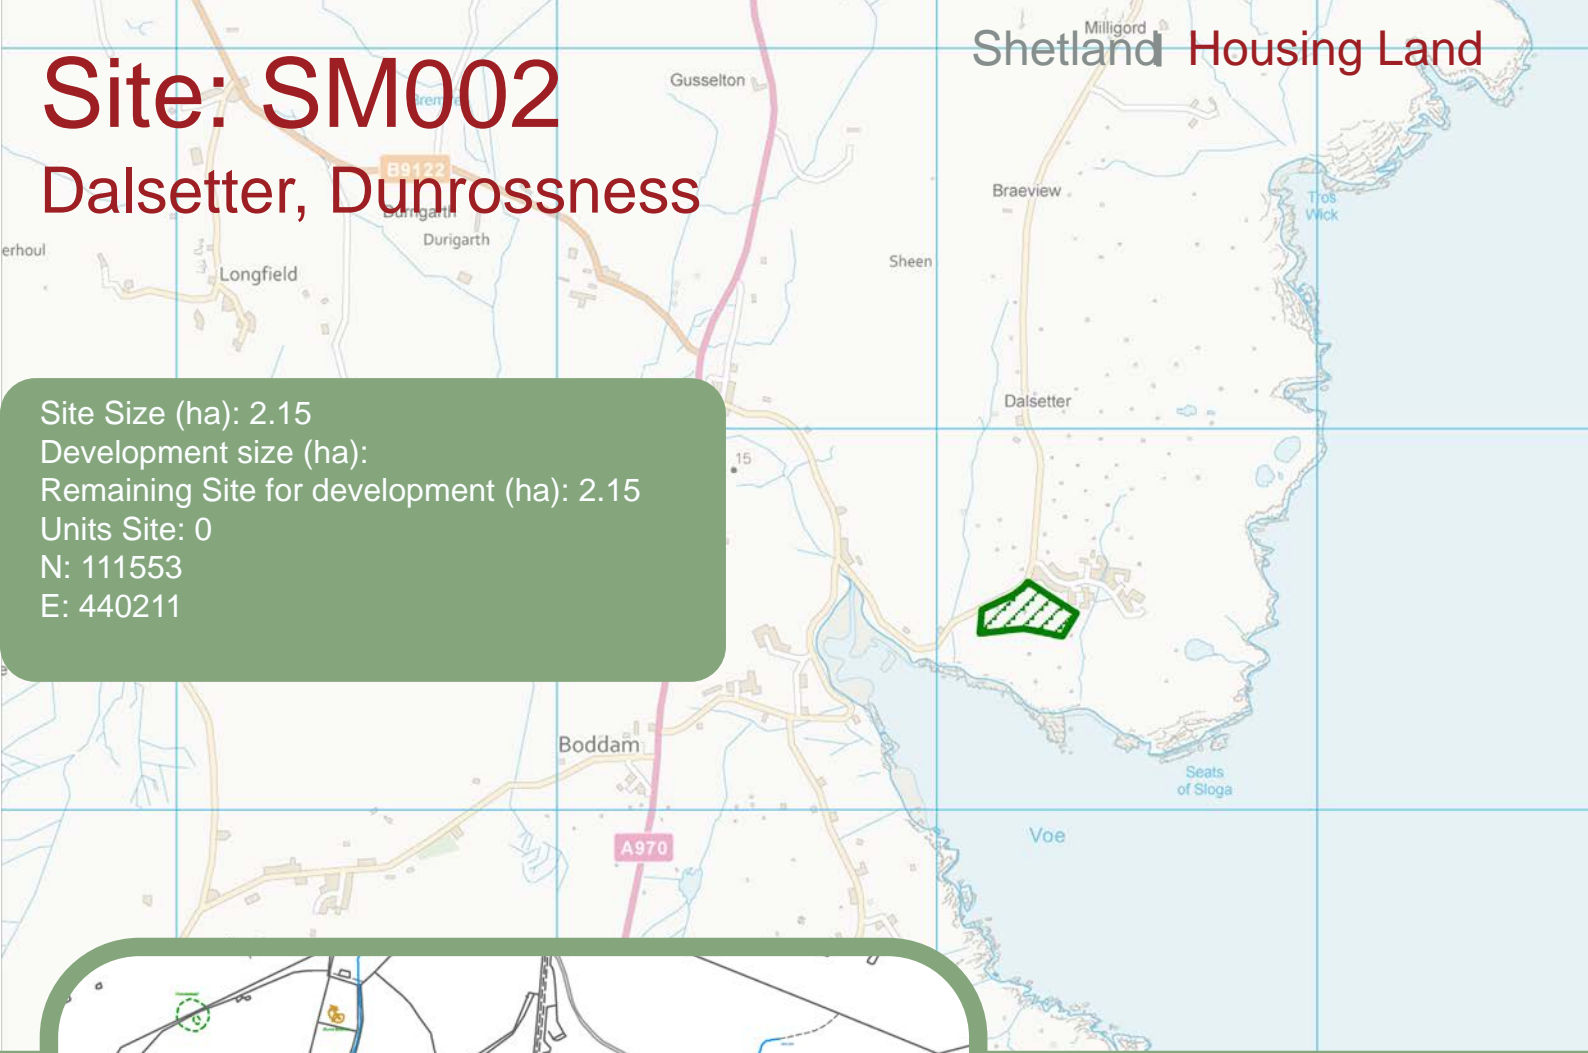 Milligord
Shetland Housing Land
Site: SM002
Gusselton
B9122
Dalsetter, Dunrossness
Braeview
Tros
Wick
Burngarth
Durigarth
erhoul
Longfield
Sheen
Dalsetter
Site Size (ha): 2.15
Development size (ha):
Remaining Site for development (ha): 2.15
Units Site: 0
N: 111553
E: 440211
15
Boddam
Seats
of Sloga
Voe
A970